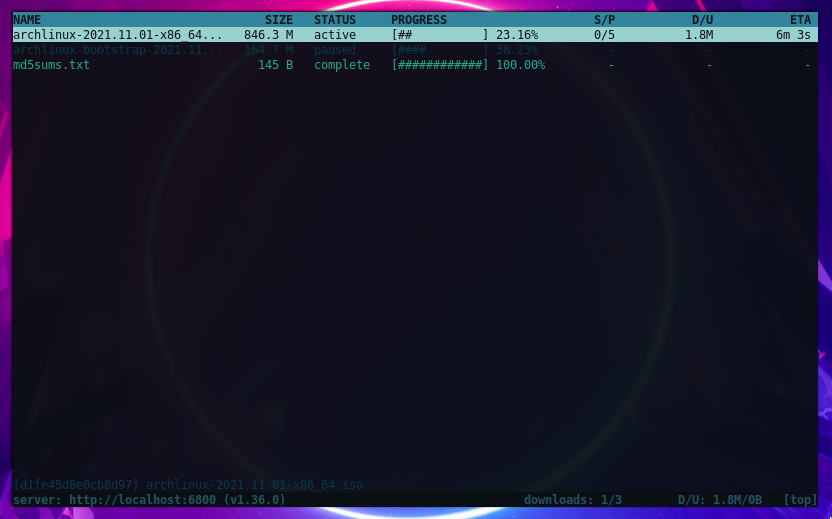 NAME SIZE STATUS PROGRESS S/P D/U ETA
archlinux-2021.11.01-x86_64... 846.3 M active [## ] 23.16% 0/5 1.8M 6m 3s
archlinux-bootstrap-2021.11... 164.7 M paused [#### ] 38.23% - - -
md5sums.txt 145 B complete [############] 100.00% - - -
[d1fe45d8e0cb8d97] archlinux-2021.11.01-x86_64.iso
server: http://localhost:6800 (v1.36.0) downloads: 1/3 D/U: 1.8M/0B [top]